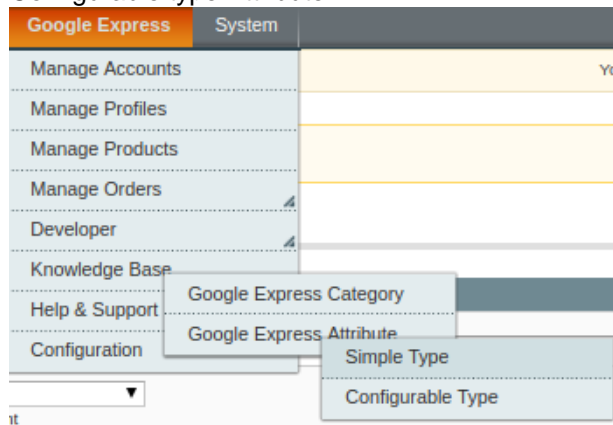 Google Express System
Manage Accounts
Manage Profiles
Manage Products
Manage Orders
Developer
Knowledge Base
Google Express Category
Help & Support
Google Express Attribute
Configuration
Simple Type
Configurable Type